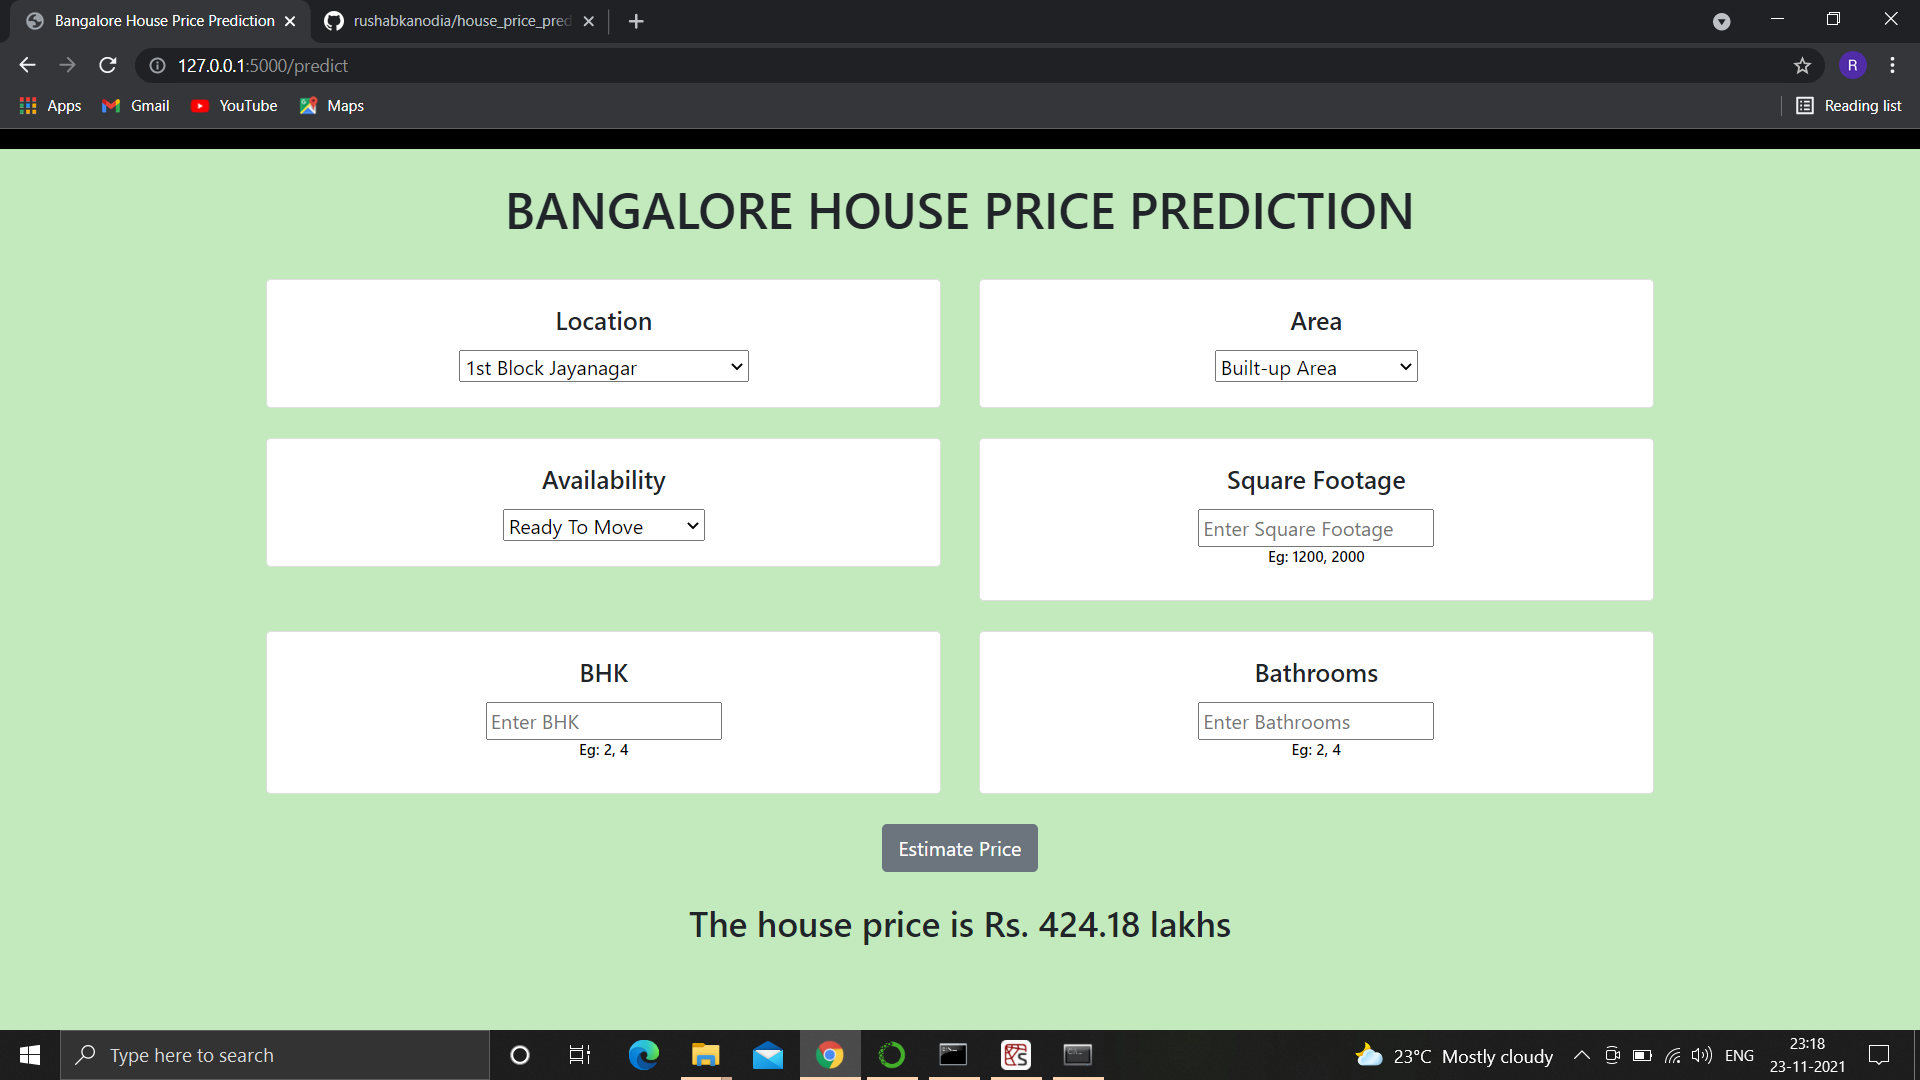 Bangalore House Price Prediction
rushabkanodia/house_price_pred
127.0.0.1:5000/predict
R
Apps
Gmail
YouTube
Maps
Reading list
BANGALORE HOUSE PRICE PREDICTION
Location
1st Block Jayanagar
Area
Built-up Area
Availability
Ready To Move
Square Footage
Enter Square Footage
Eg: 1200, 2000
BHK
Enter BHK
Eg: 2, 4
Bathrooms
Enter Bathrooms
Eg: 2, 4
Estimate Price
The house price is Rs. 424.18 lakhs
Type here to search
23°C Mostly cloudy
ENG
23:18
23-11-2021